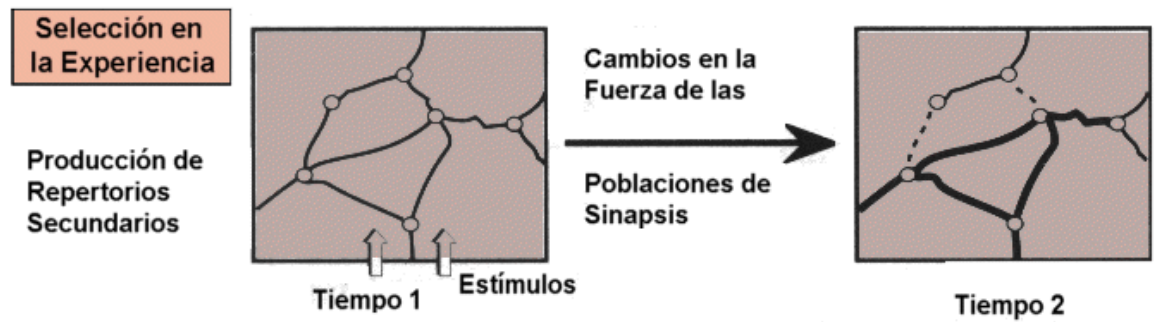 Selección en
la Experiencia
Producción de
Repertorios
Secundarios
Cambios en la
Fuerza de las
Poblaciones de
Sinapsis
Estímulos
Tiempo 1
Tiempo 2